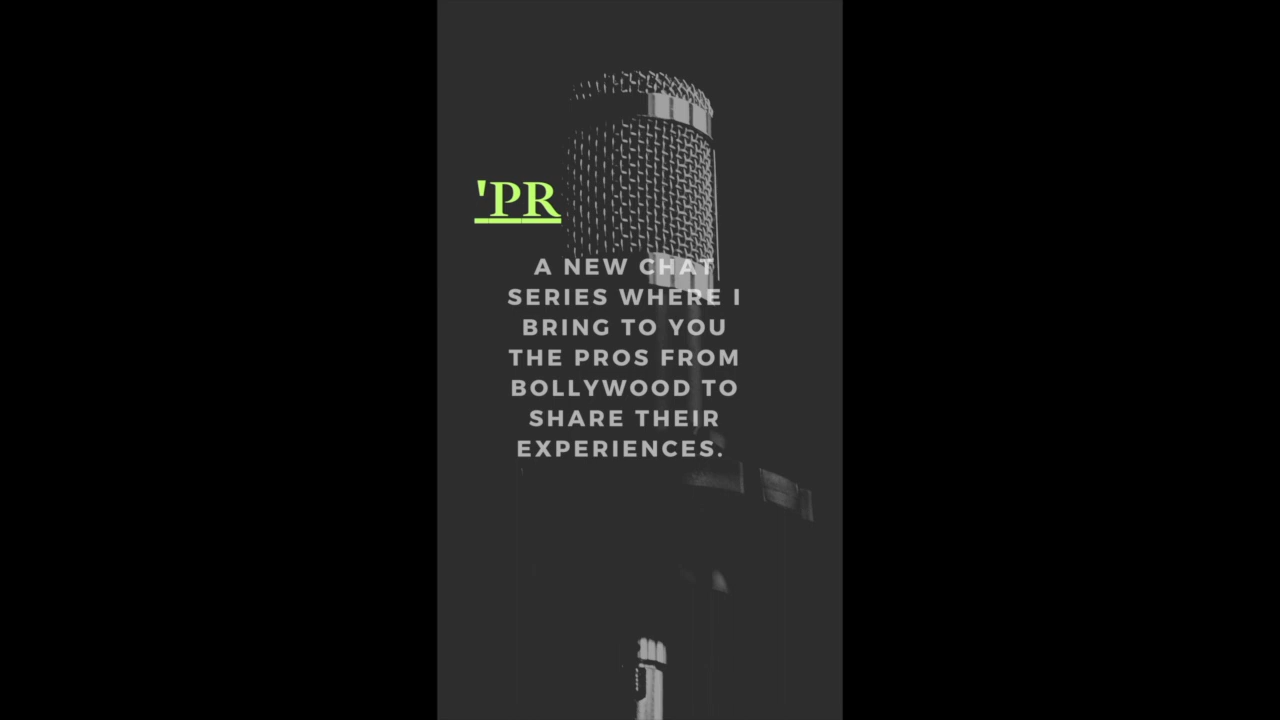 'PR
A NEW CHAT
SERIES WHERE I
BRING TO YOU
THE PROS FROM
BOLLYWOOD TO
SHARE THEIR
EXPERIENCES.